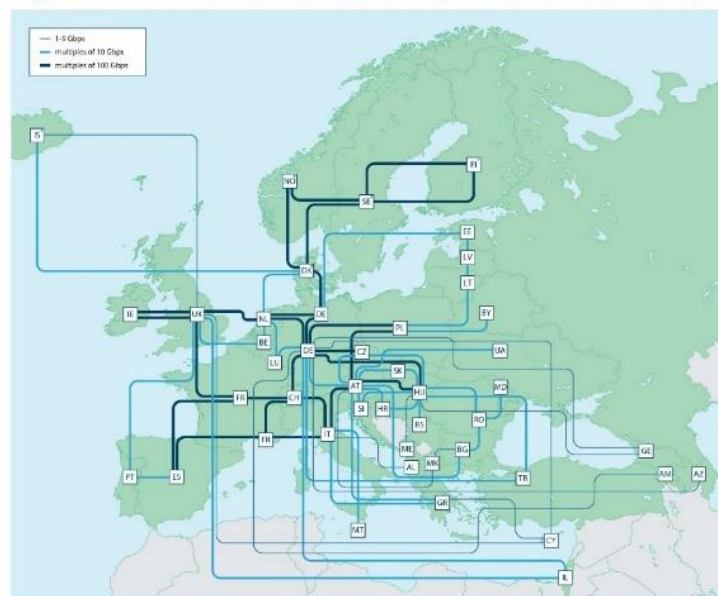 1-9 Gbps
multiples of 10 Gbps
multiples of 100 Gbps
IS
NO
FI
SE
EE
LV
DK
LT
IE
UK
NL
DE
BY
PL
BE
LU
DE
CZ
UA
SK
AT
HU
MD
FR
CH
SI
HR
RO
RS
FR
IT
ME
BG
GE
AL
MK
PT
ES
TR
AM
AZ
GR
MT
CY
IL